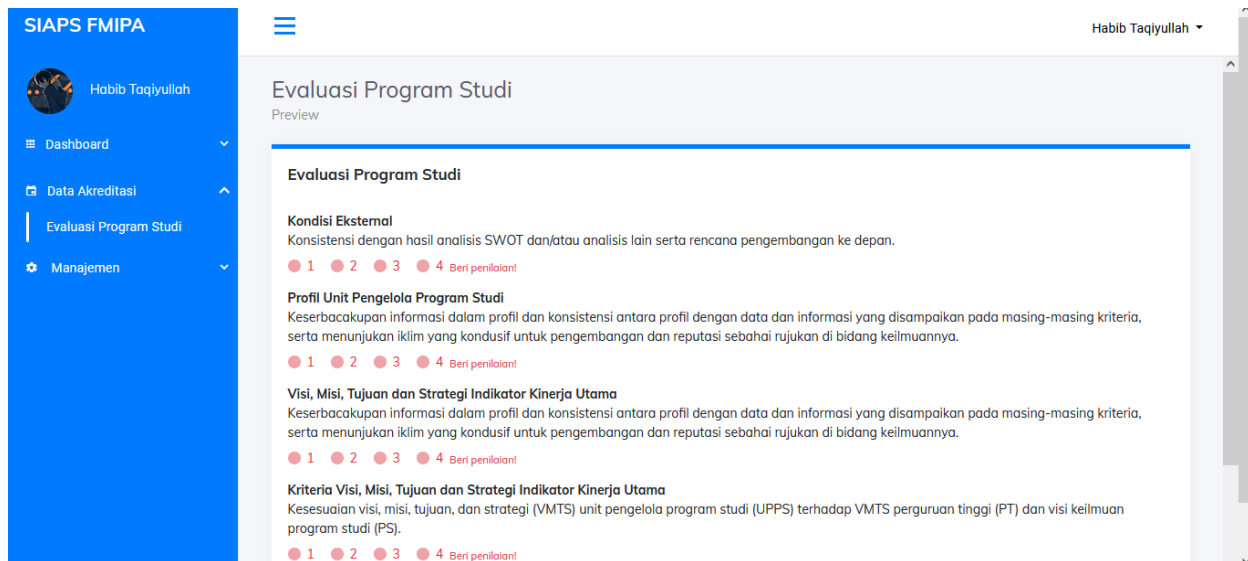 SIAPS FMIPA
Habib Taqiyullah
Habib Taqiyullah
Dashboard
Data Akreditasi
Evaluasi Program Studi
Manajemen
Evaluasi Program Studi
Preview
Evaluasi Program Studi
Kondisi Eksternal
Konsistensi dengan hasil analisis SWOT dan/atau analisis lain serta rencana pengembangan ke depan.
1 2 3 4 Beri penilaian!
Profil Unit Pengelola Program Studi
Keserbacakupan informasi dalam profil dan konsistensi antara profil dengan data dan informasi yang disampaikan pada masing-masing kriteria,
serta menunjukan iklim yang kondusif untuk pengembangan dan reputasi sebahai rujukan di bidang keilmuannya.
1 2 3 4 Beri penilaian!
Visi, Misi, Tujuan dan Strategi Indikator Kinerja Utama
Keserbacakupan informasi dalam profil dan konsistensi antara profil dengan data dan informasi yang disampaikan pada masing-masing kriteria,
serta menunjukan iklim yang kondusif untuk pengembangan dan reputasi sebahai rujukan di bidang keilmuannya.
1 2 3 4 Beri penilaian!
Kriteria Visi, Misi, Tujuan dan Strategi Indikator Kinerja Utama
Kesesuaian visi, misi, tujuan, dan strategi (VMTS) unit pengelola program studi (UPPS) terhadap VMTS perguruan tinggi (PT) dan visi keilmuan
program studi (PS).
1 2 3 4 Beri penilaian!